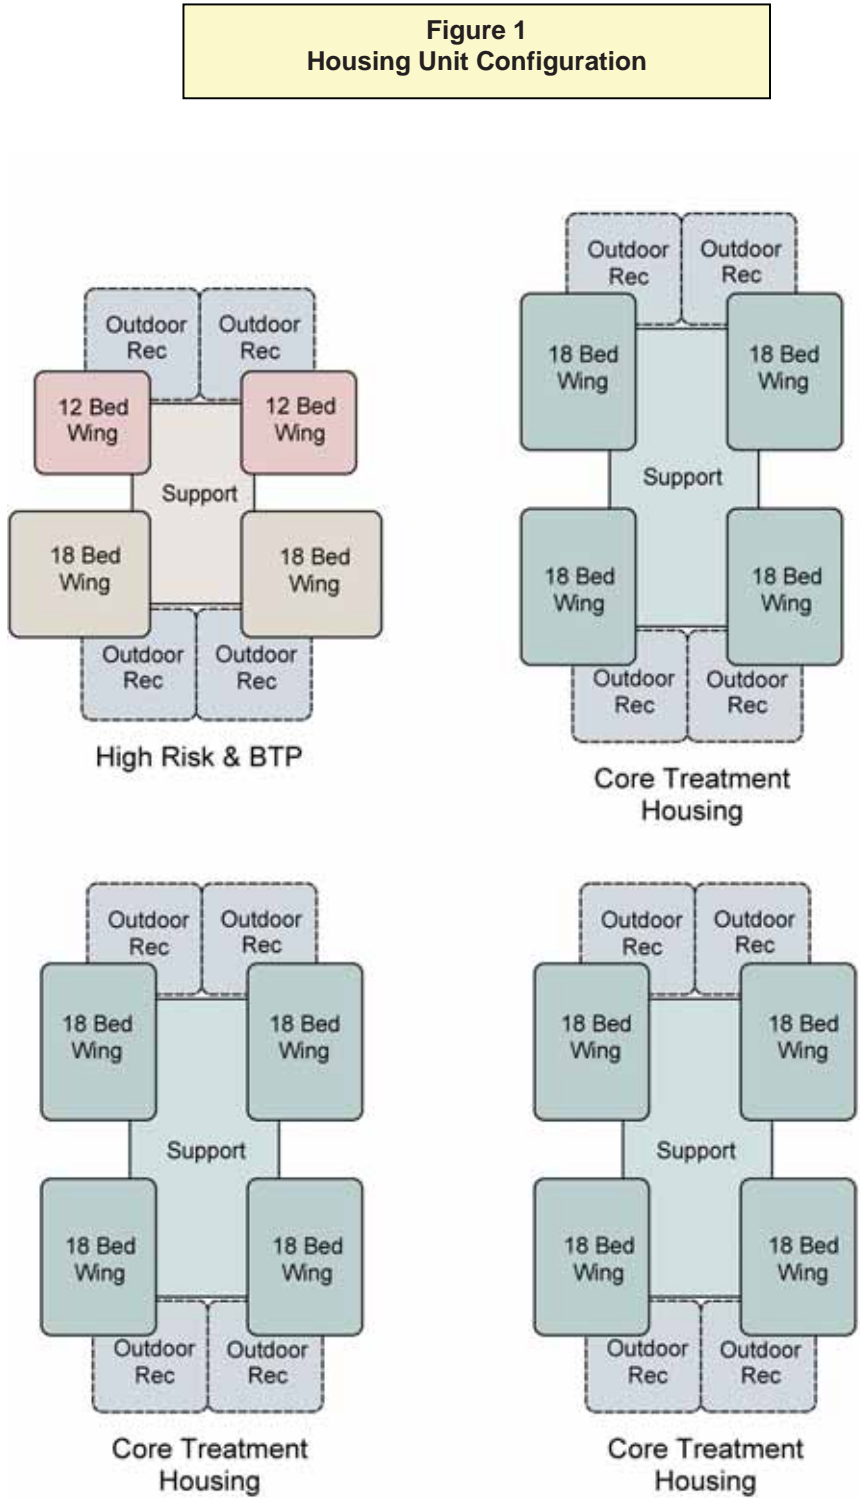 Figure 1
Housing Unit Configuration
Outdoor
Rec
Outdoor
Rec
12 Bed
Wing
12 Bed
Wing
Support
18 Bed
Wing
18 Bed
Wing
Outdoor
Rec
Outdoor
Rec
High Risk & BTP
Outdoor
Rec
Outdoor
Rec
18 Bed
Wing
18 Bed
Wing
Support
18 Bed
Wing
18 Bed
Wing
Outdoor
Rec
Outdoor
Rec
Core Treatment
Housing
Outdoor
Rec
Outdoor
Rec
18 Bed
Wing
18 Bed
Wing
Support
18 Bed
Wing
18 Bed
Wing
Outdoor
Rec
Outdoor
Rec
Core Treatment
Housing
Outdoor
Rec
Outdoor
Rec
18 Bed
Wing
18 Bed
Wing
Support
18 Bed
Wing
18 Bed
Wing
Outdoor
Rec
Outdoor
Rec
Core Treatment
Housing